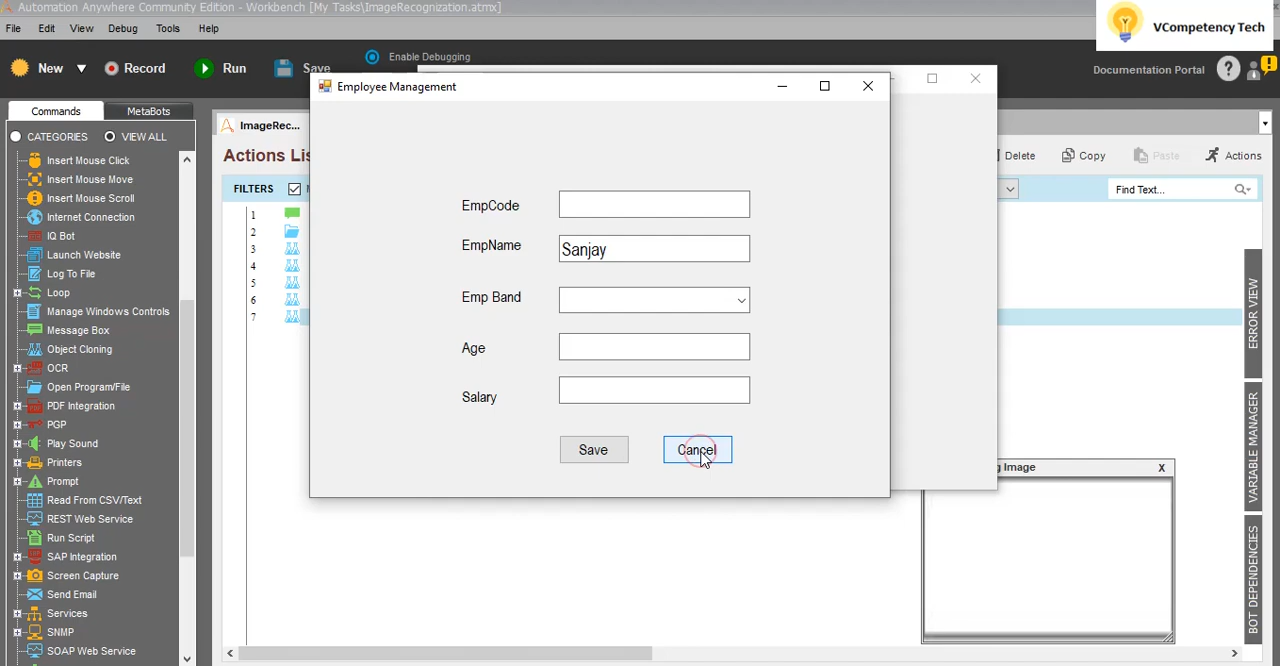 Automation Anywhere Community Edition - Workbench [My Tasks\ImageRecognization.atmx]
VCompetency Tech
File Edit View Debug Tools Help
New Record Run Save
Enable Debugging
Documentation Portal
Commands MetaBots
CATEGORIES VIEW ALL
Insert Mouse Click
Insert Mouse Move
Insert Mouse Scroll
Internet Connection
IQ Bot
Launch Website
Log To File
Loop
Manage Windows Controls
Message Box
Object Cloning
OCR
Open Program/File
PDF Integration
PGP
Play Sound
Printers
Prompt
Read From CSV/Text
REST Web Service
Run Script
SAP Integration
Screen Capture
Send Email
Services
SNMP
SOAP Web Service
ImageRec...
Actions Lis
Delete Copy Paste Actions
FILTERS
Find Text...
1
2
3
4
5
6
7
Employee Management
EmpCode
EmpName Sanjay
Emp Band
Age
Salary
Save Cancel
g Image X
ERROR VIEW
VARIABLE MANAGER
BOT DEPENDENCIES